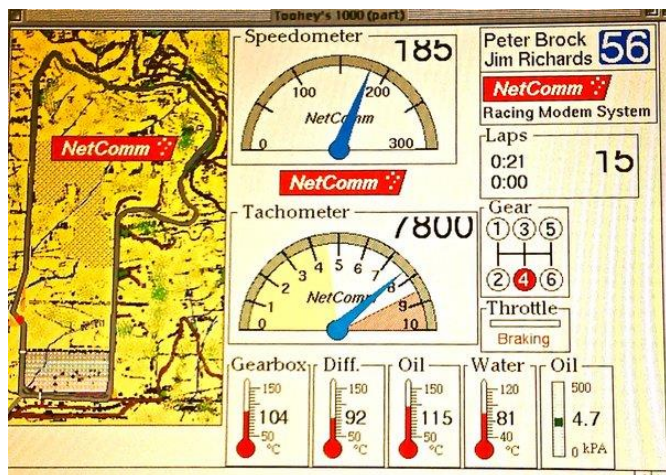 Toohey's 1000 (part)
NetComm
Speedometer
185
0
100
200
300
NetComm
NetComm
Tachometer
7800
0
1
2
3
4
5
6
7
8
9
10
NetComm
Peter Brock
Jim Richards
56
NetComm
Racing Modem System
Laps
0:21
0:00
15
Gear
1 3 5
2 4 6
Throttle
Braking
Gearbox
150
104
50
°C
Diff.
150
92
50
°C
Oil
150
115
50
°C
Water
120
81
40
°C
Oil
500
4.7
0 kPA